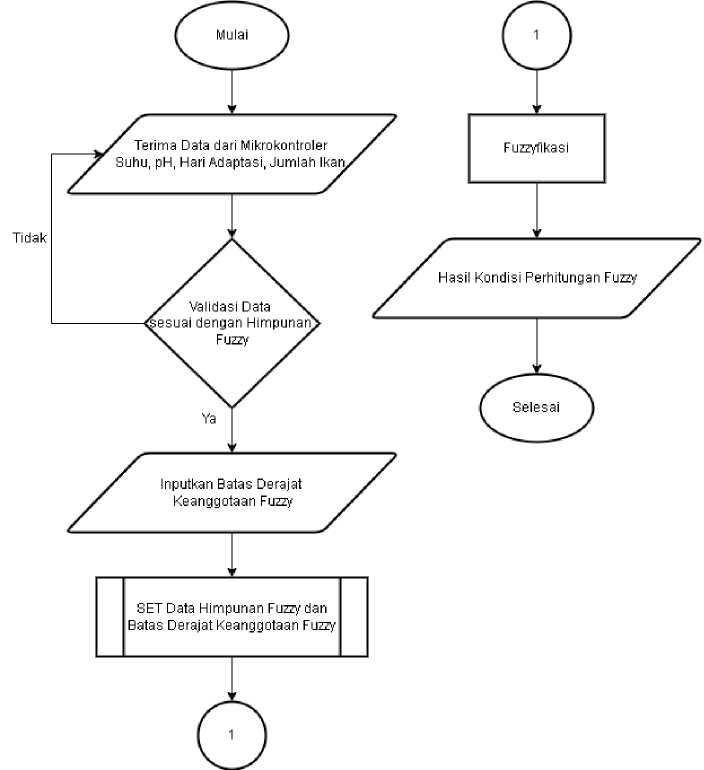 Mulai
Terima Data dari Mikrokontroler
Suhu, pH, Hari Adaptasi, Jumlah Ikan
Tidak
Validasi Data
sesuai dengan Himpunan
Fuzzy
Ya
Inputkan Batas Derajat
Keanggotaan Fuzzy
SET Data Himpunan Fuzzy dan
Batas Derajat Keanggotaan Fuzzy
1
1
Fuzzyfikasi
Hasil Kondisi Perhitungan Fuzzy
Selesai